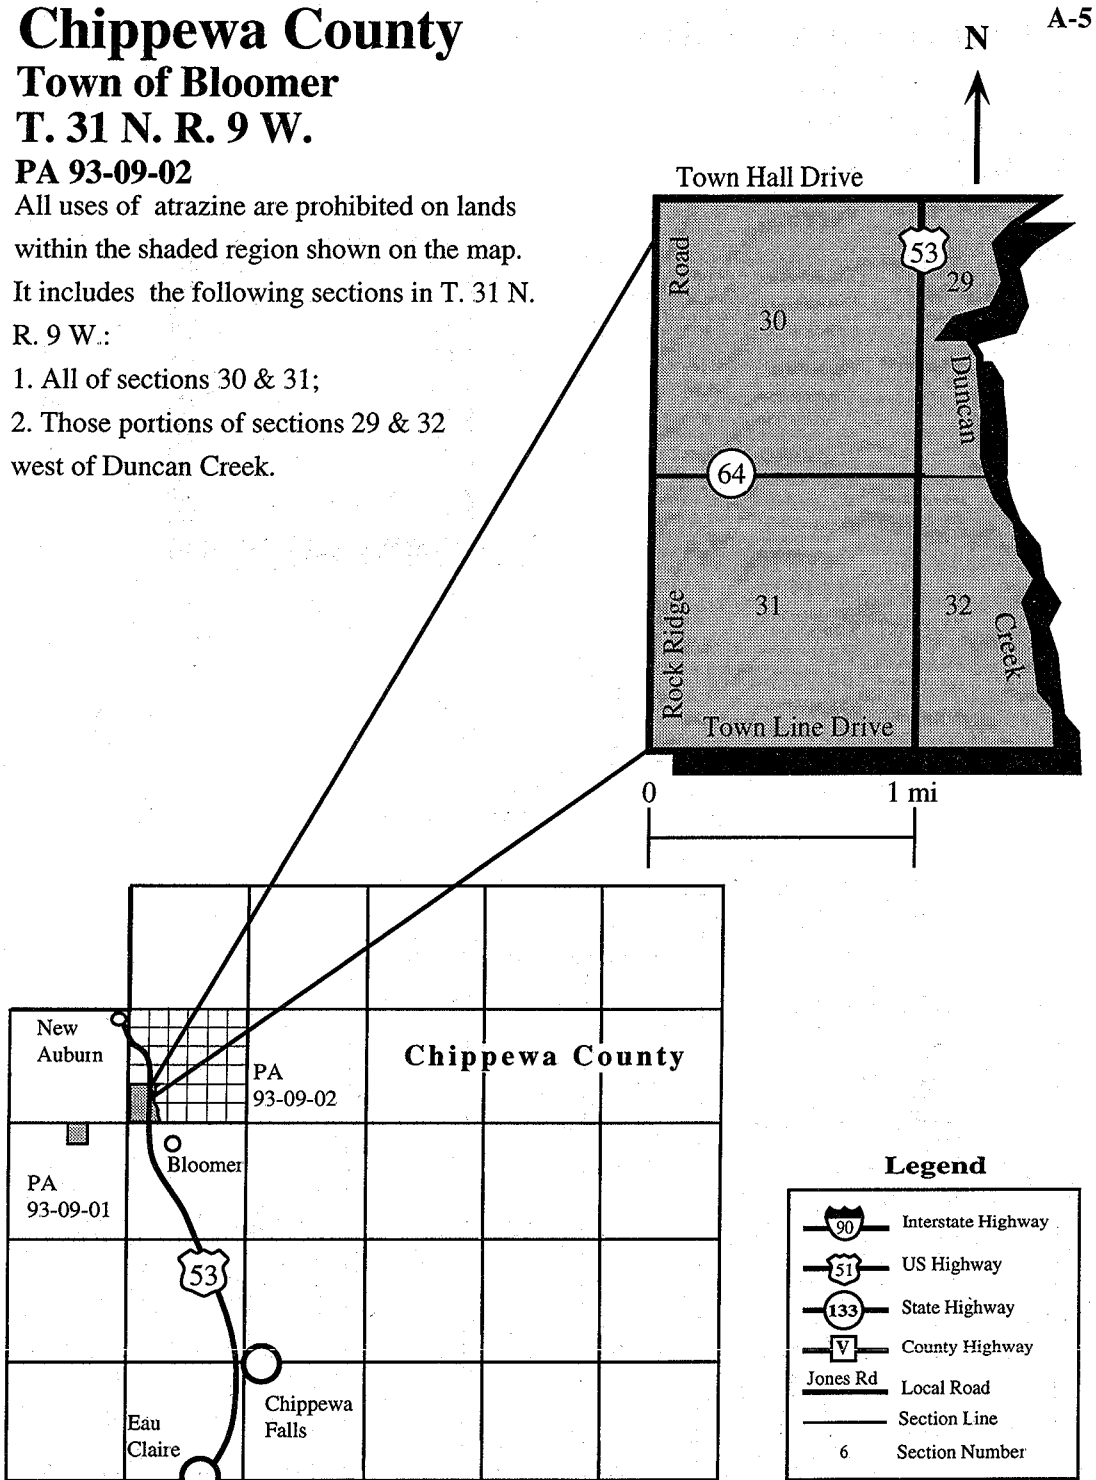 A-5
Chippewa County
Town of Bloomer
T. 31 N. R. 9 W.
PA 93-09-02
All uses of atrazine are prohibited on lands
within the shaded region shown on the map.
It includes the following sections in T. 31 N.
R. 9 W.:
1. All of sections 30 & 31;
2. Those portions of sections 29 & 32
west of Duncan Creek.
N
Town Hall Drive
Road
53
29
30
Duncan
64
31
32
Rock Ridge
Creek
Town Line Drive
0
1 mi
New
Auburn
Chippewa County
PA
93-09-02
Bloomer
PA
93-09-01
53
Chippewa
Falls
Eau
Claire
Legend
90 Interstate Highway
51 US Highway
133 State Highway
V County Highway
Jones Rd Local Road
Section Line
6 Section Number